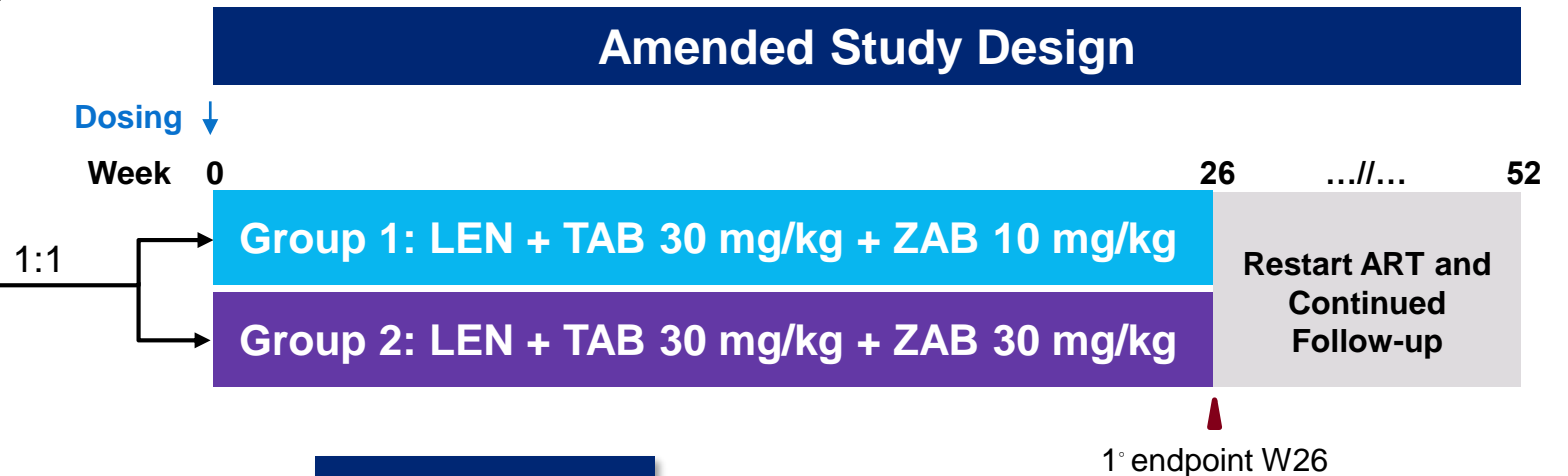 Amended Study Design
Dosing
Week 0 26 ...//... 52
1:1
Group 1: LEN + TAB 30 mg/kg + ZAB 10 mg/kg
Group 2: LEN + TAB 30 mg/kg + ZAB 30 mg/kg
Restart ART and
Continued
Follow-up
1° endpoint W26